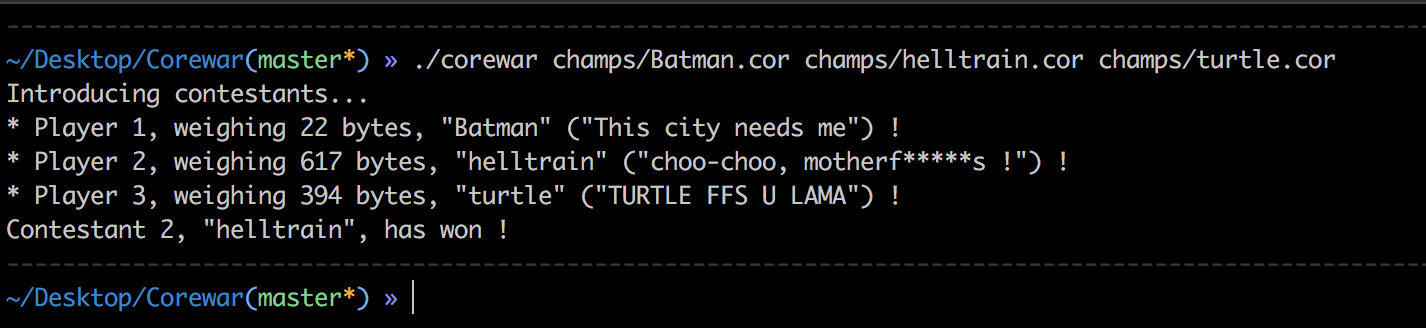 ~/Desktop/Corewar(master*) » ./corewar champs/Batman.cor champs/helltrain.cor champs/turtle.cor
Introducing contestants...
* Player 1, weighing 22 bytes, "Batman" ("This city needs me") !
* Player 2, weighing 617 bytes, "helltrain" ("choo-choo, motherf*****s !") !
* Player 3, weighing 394 bytes, "turtle" ("TURTLE FFS U LAMA") !
Contestant 2, "helltrain", has won !
~/Desktop/Corewar(master*) »